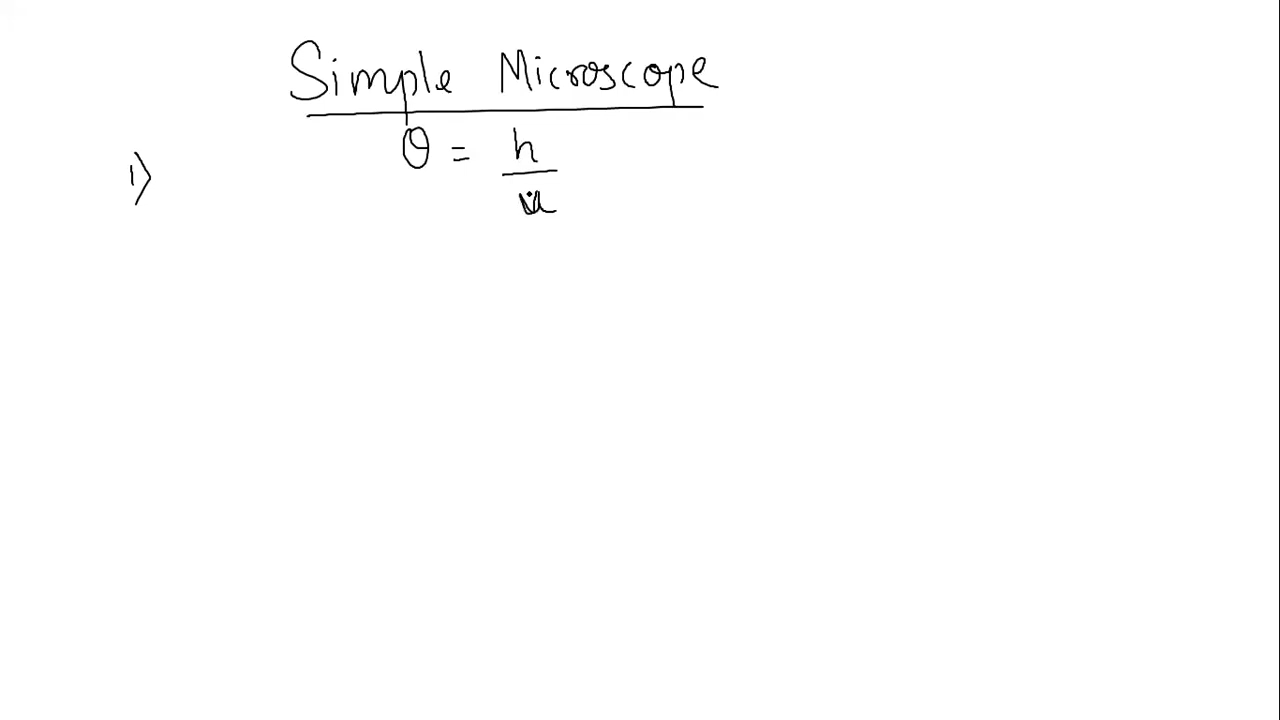 Simple Microscope
1) θ = h / u